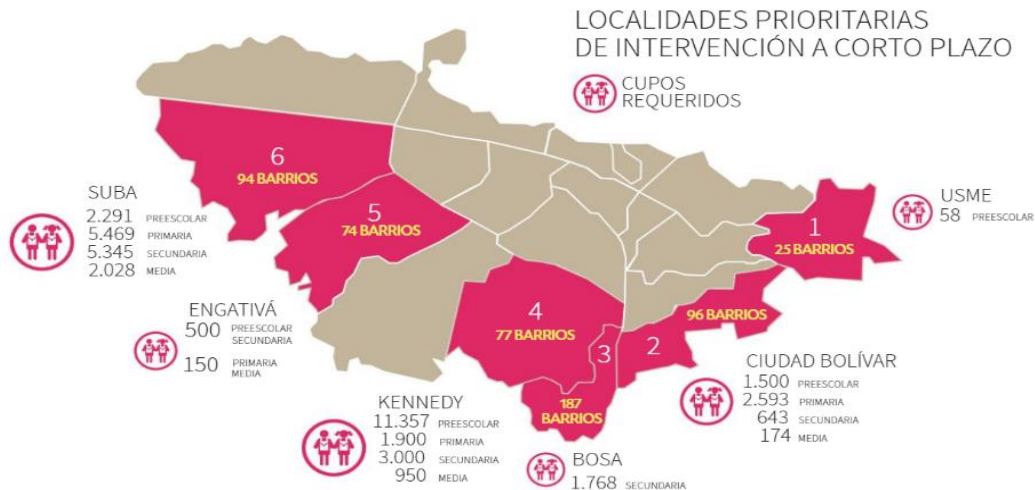 LOCALIDADES PRIORITARIAS
DE INTERVENCIÓN A CORTO PLAZO
CUPOS
REQUERIDOS
6
94 BARRIOS
SUBA
2.291 PREESCOLAR
5.469 PRIMARIA
5.345 SECUNDARIA
2.028 MEDIA
5
74 BARRIOS
ENGATIVÁ
500 PREESCOLAR
SECUNDARIA
150 PRIMARIA
MEDIA
4
77 BARRIOS
KENNEDY
11.357 PREESCOLAR
1.900 PRIMARIA
3.000 SECUNDARIA
950 MEDIA
3
187
BARRIOS
BOSA
1.768 SECUNDARIA
2
96 BARRIOS
CIUDAD BOLÍVAR
1.500 PREESCOLAR
2.593 PRIMARIA
643 SECUNDARIA
174 MEDIA
1
25 BARRIOS
USME
58 PREESCOLAR